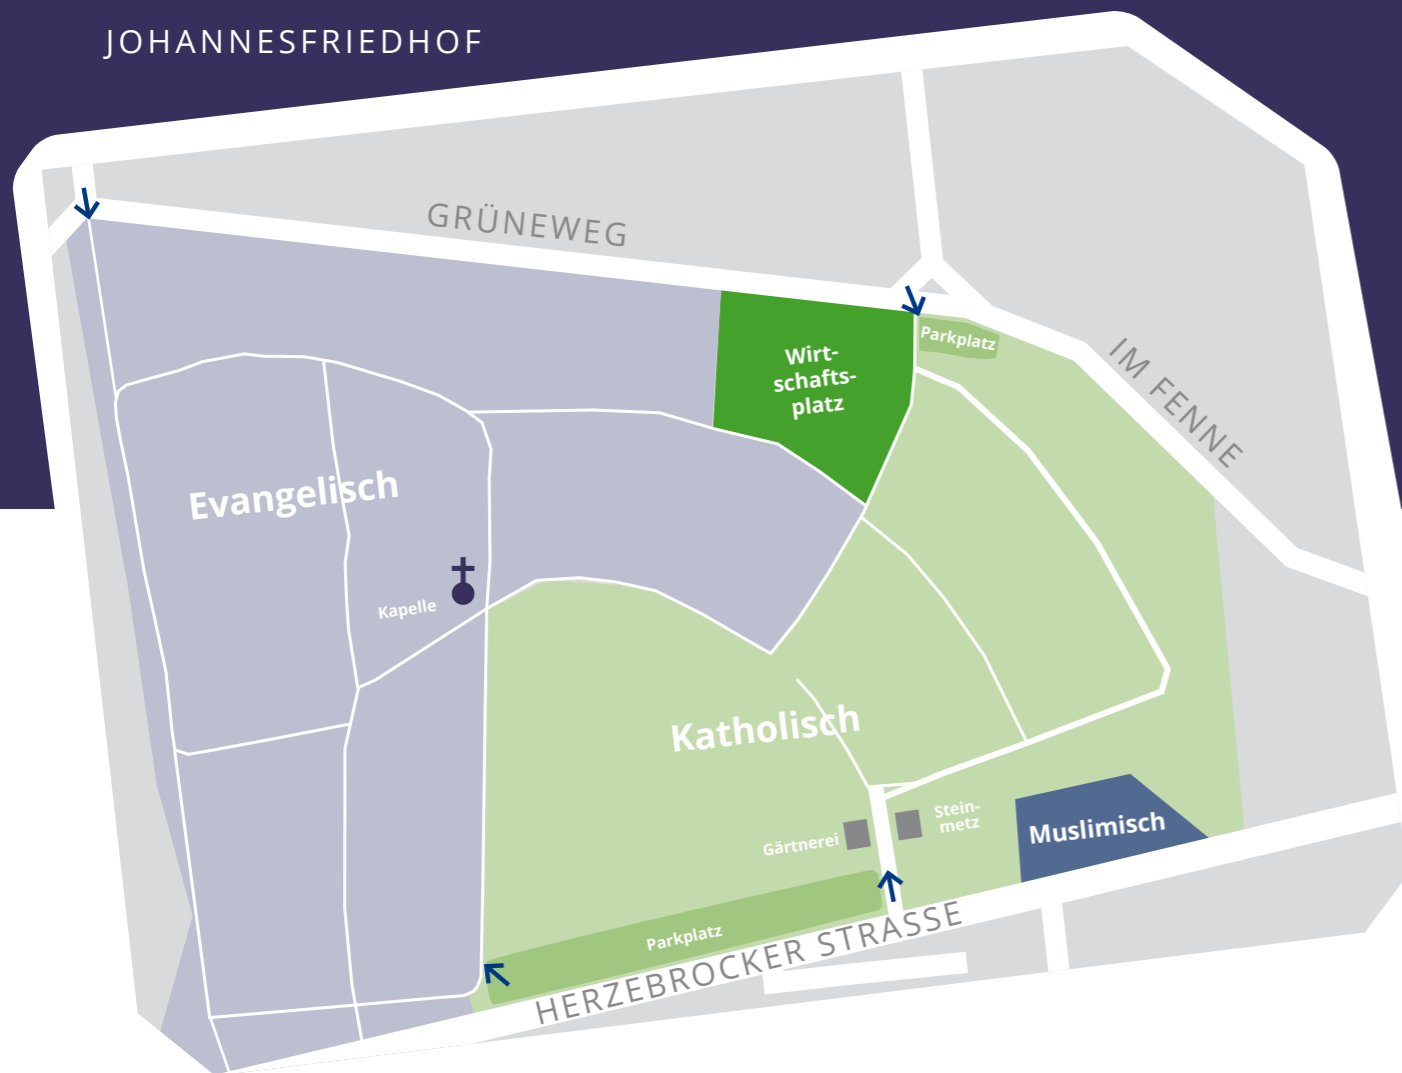 JOHANNESFRIEDHOF
GRÜNEWEG
Parkplatz
IM FENNE
Wirt-
schafts-
platz
Evangelisch
Kapelle
Katholisch
Stein-
metz
Gärtnerei
Muslimisch
Parkplatz
HERZEBROCKER STRASSE